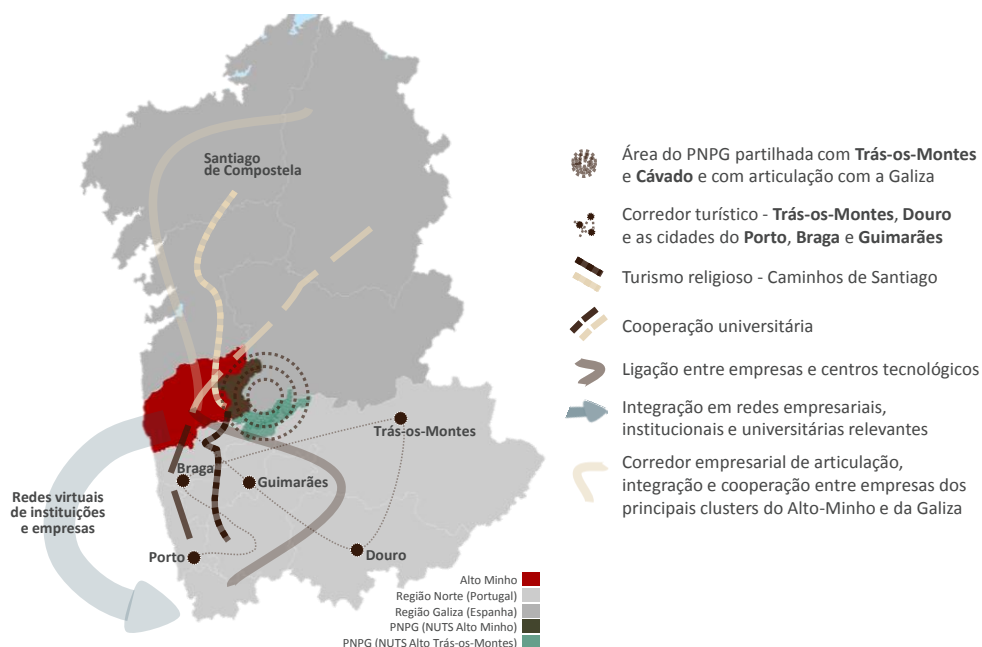 Santiago
de Compostela
Trás-os-Montes
Braga
Guimarães
Redes virtuais
de instituições
e empresas
Porto
Douro
Alto Minho
Região Norte (Portugal)
Região Galiza (Espanha)
PNPG (NUTS Alto Minho)
PNPG (NUTS Alto Trás-os-Montes)
Área do PNPG partilhada com Trás-os-Montes
e Cávado e com articulação com a Galiza
Corredor turístico - Trás-os-Montes, Douro
e as cidades do Porto, Braga e Guimarães
Turismo religioso - Caminhos de Santiago
Cooperação universitária
Ligação entre empresas e centros tecnológicos
Integração em redes empresariais,
institucionais e universitárias relevantes
Corredor empresarial de articulação,
integração e cooperação entre empresas dos
principais clusters do Alto-Minho e da Galiza